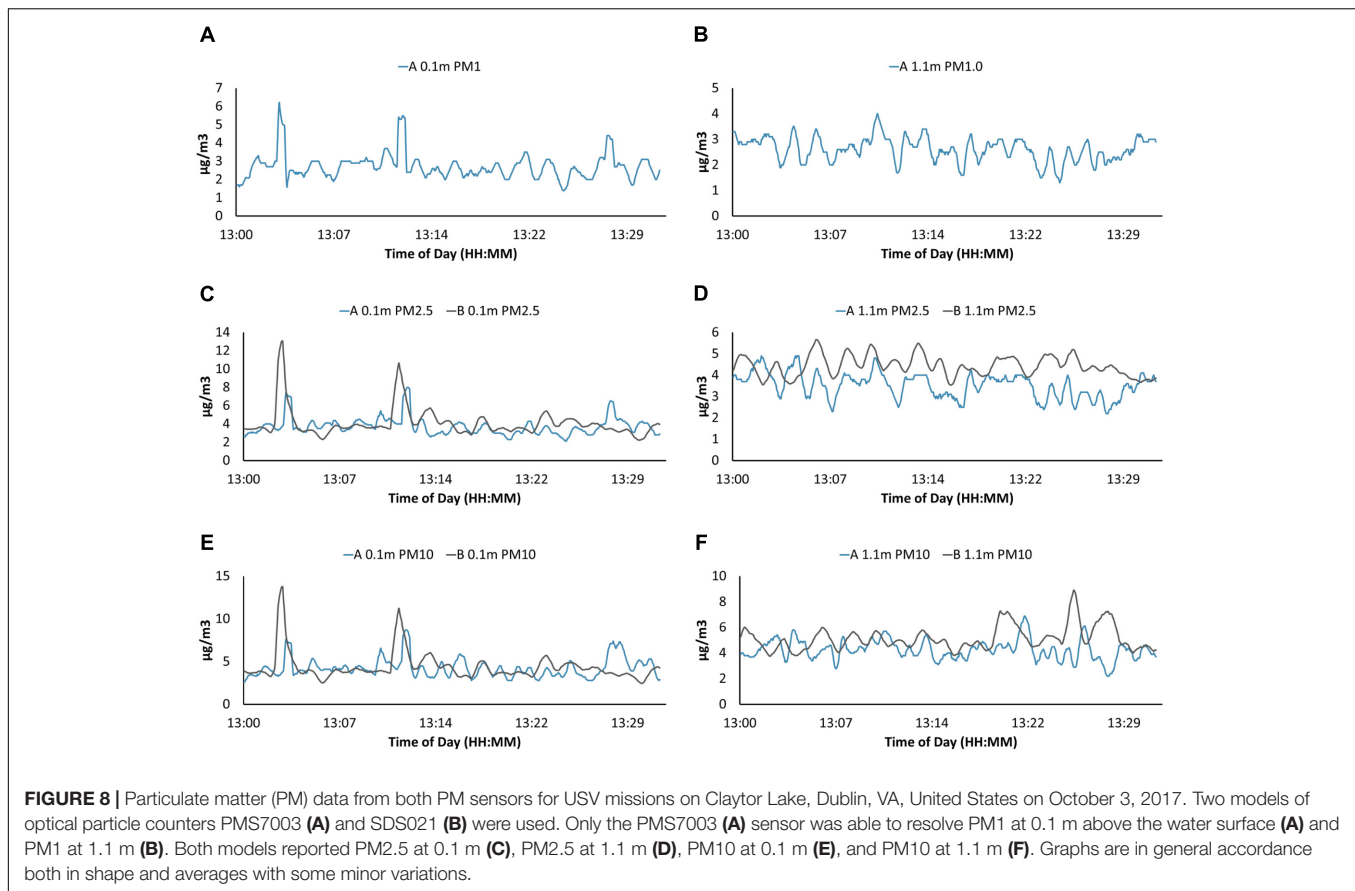 A
A 0.1m PM1
7
6
5
4
3
2
1
0
µg/m3
13:00 13:07 13:14 13:22 13:29
Time of Day (HH:MM)
B
A 1.1m PM1.0
5
4
3
2
1
0
µg/m3
13:00 13:07 13:14 13:22 13:29
Time of Day (HH:MM)
C
A 0.1m PM2.5 B 0.1m PM2.5
14
12
10
8
6
4
2
0
µg/m3
13:00 13:07 13:14 13:22 13:29
Time of Day (HH:MM)
D
A 1.1m PM2.5 B 1.1m PM2.5
6
5
4
3
2
1
0
µg/m3
13:00 13:07 13:14 13:22 13:29
Time of Day (HH:MM)
E
A 0.1m PM10 B 0.1m PM10
15
10
5
0
µg/m3
13:00 13:07 13:14 13:22 13:29
Time of Day (HH:MM)
F
A 1.1m PM10 B 1.1m PM10
10
8
6
4
2
0
µg/m3
13:00 13:07 13:14 13:22 13:29
Time of Day (HH:MM)
FIGURE 8 | Particulate matter (PM) data from both PM sensors for USV missions on Claytor Lake, Dublin, VA, United States on October 3, 2017. Two models of
optical particle counters PMS7003 (A) and SDS021 (B) were used. Only the PMS7003 (A) sensor was able to resolve PM1 at 0.1 m above the water surface (A) and
PM1 at 1.1 m (B). Both models reported PM2.5 at 0.1 m (C), PM2.5 at 1.1 m (D), PM10 at 0.1 m (E), and PM10 at 1.1 m (F). Graphs are in general accordance
both in shape and averages with some minor variations.